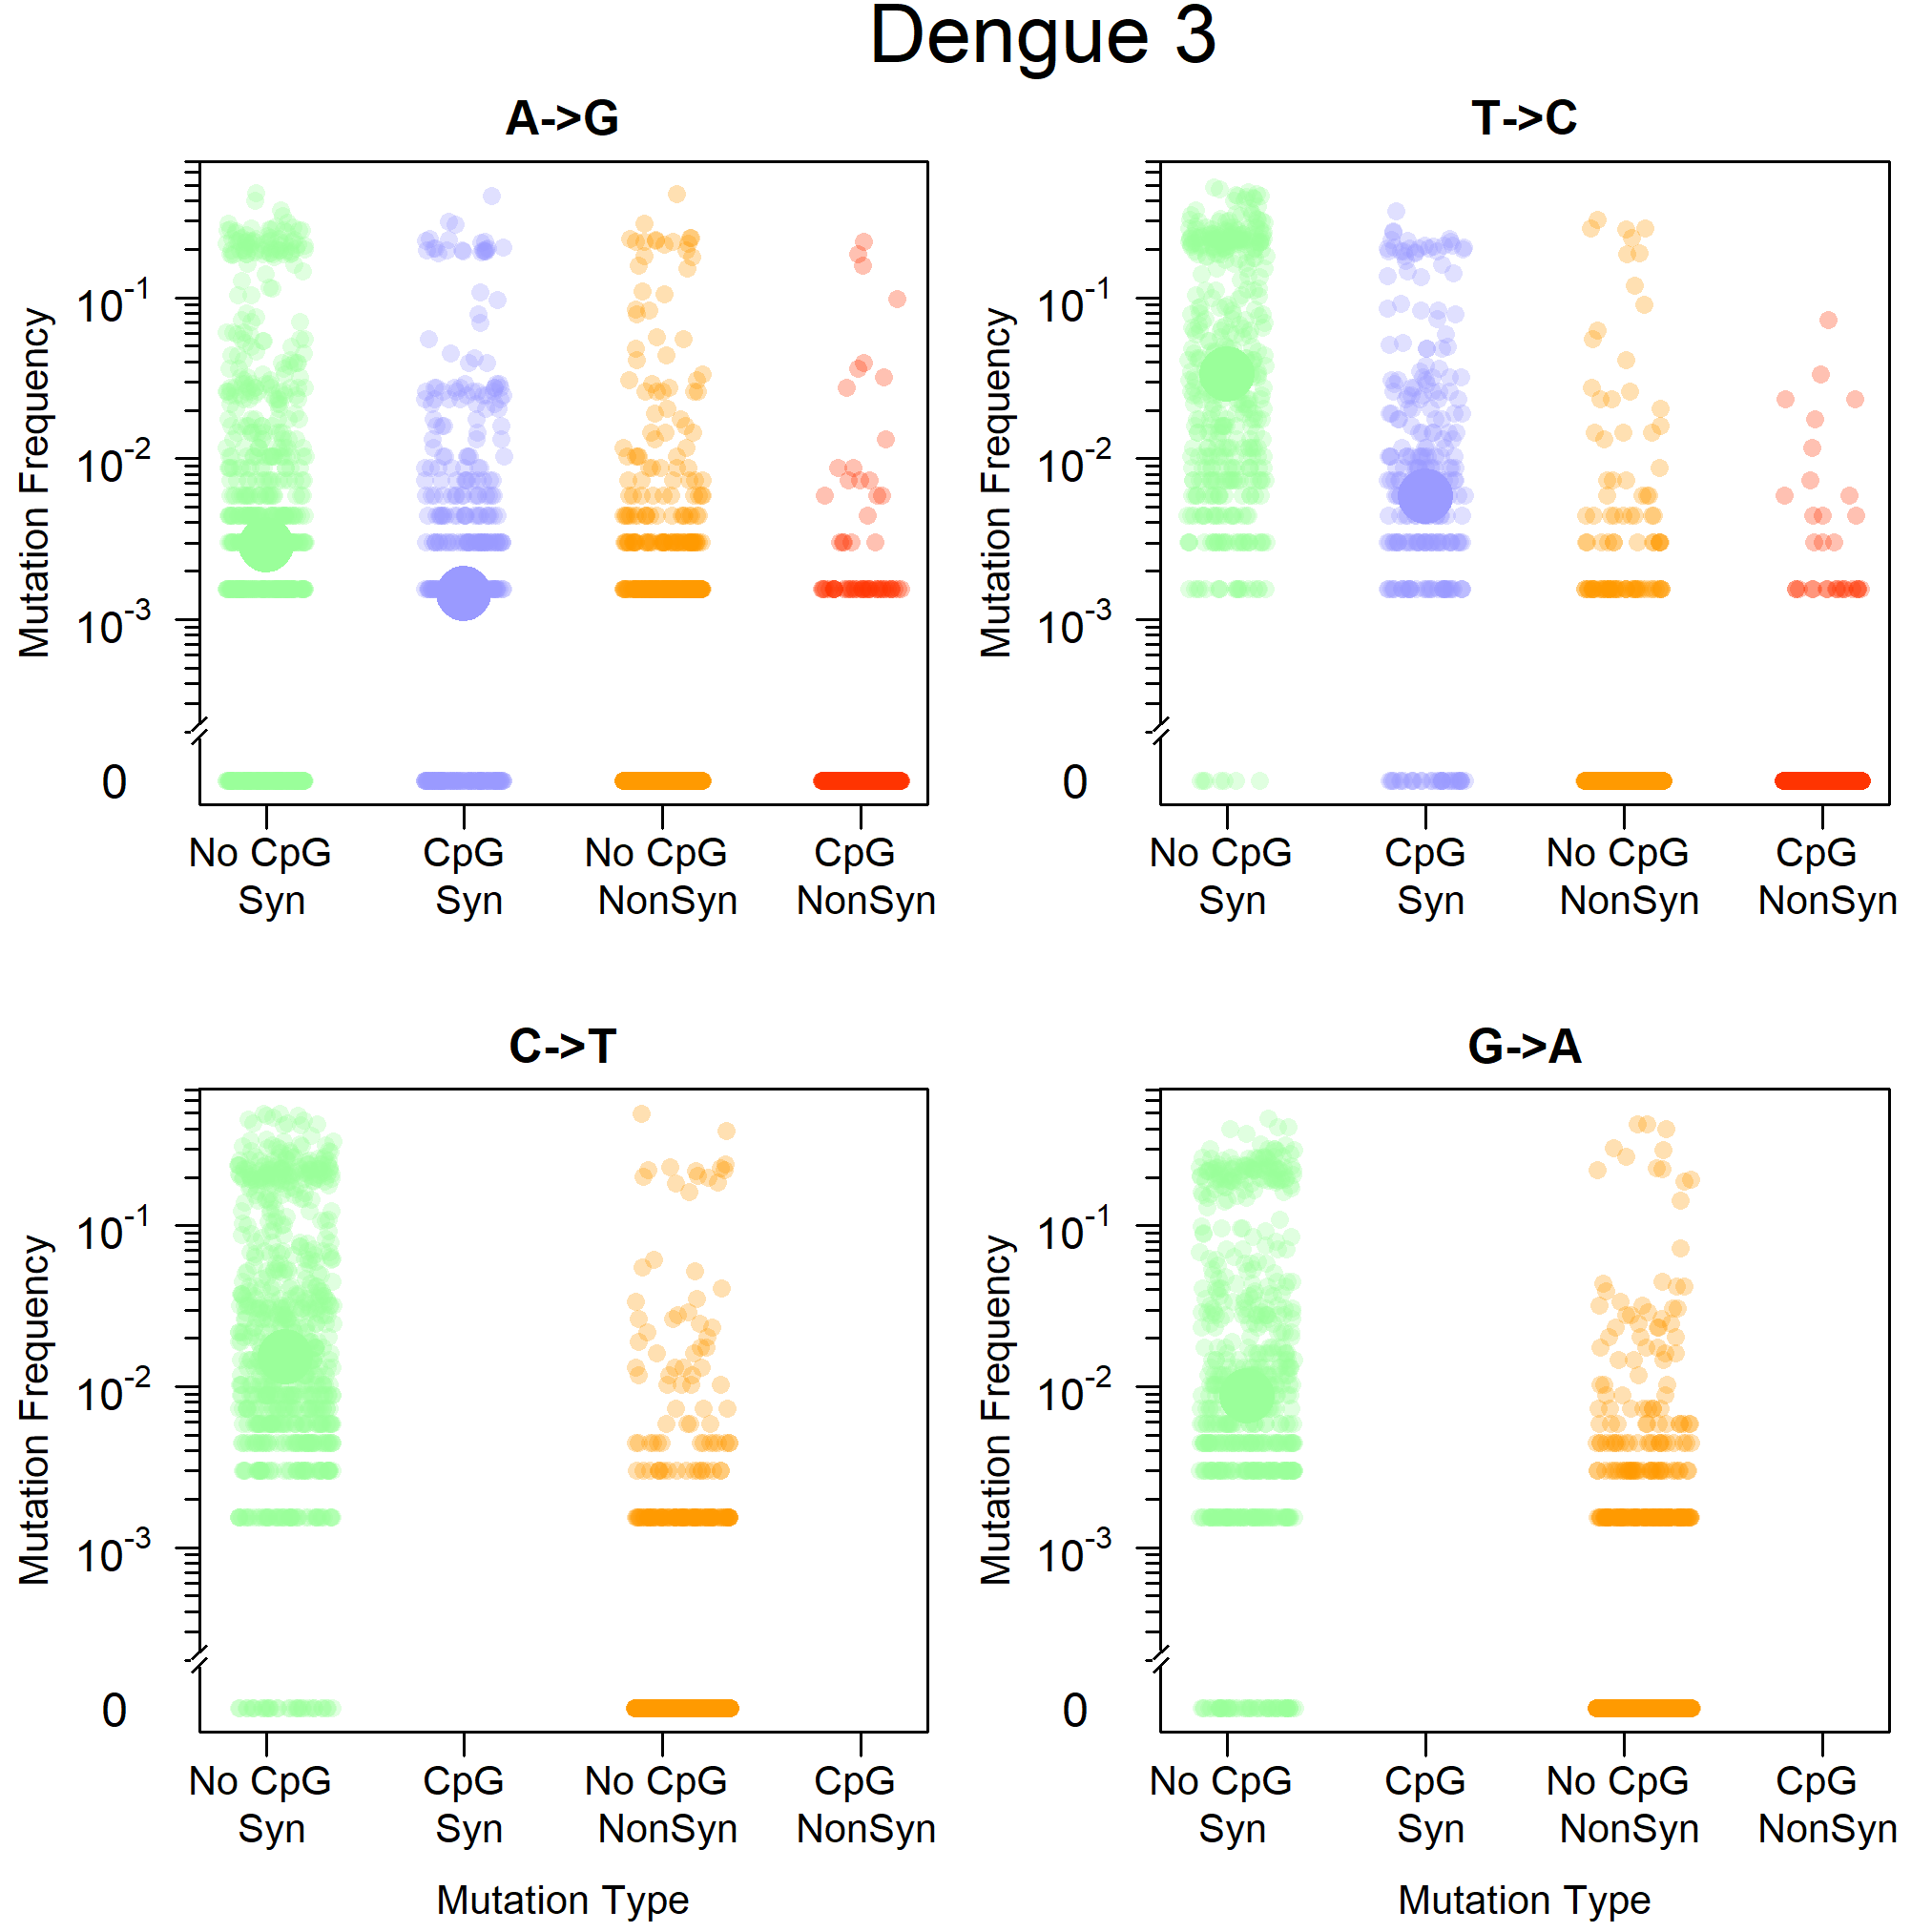 Dengue 3
A->G
Mutation Frequency
10-1
10-2
10-3
0
No CpG CpG No CpG CpG
Syn Syn NonSyn NonSyn
T->C
Mutation Frequency
10-1
10-2
10-3
0
No CpG CpG No CpG CpG
Syn Syn NonSyn NonSyn
C->T
Mutation Frequency
10-1
10-2
10-3
0
No CpG CpG No CpG CpG
Syn Syn NonSyn NonSyn
Mutation Type
G->A
Mutation Frequency
10-1
10-2
10-3
0
No CpG CpG No CpG CpG
Syn Syn NonSyn NonSyn
Mutation Type